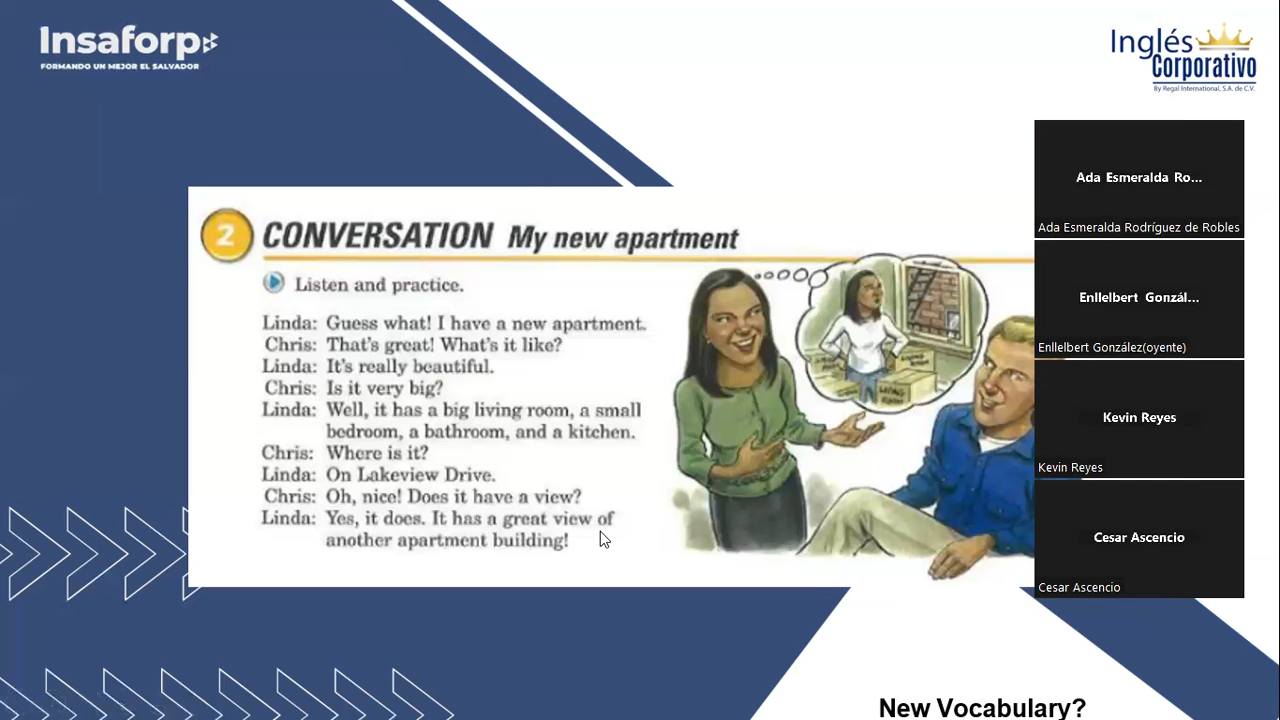 Insaforp
FORMANDO UN MEJOR EL SALVADOR
Inglés
Corporativo
By Regal International, S.A. de C.V.
2 CONVERSATION My new apartment
Listen and practice.
Linda: Guess what! I have a new apartment.
Chris: That's great! What's it like?
Linda: It's really beautiful.
Chris: Is it very big?
Linda: Well, it has a big living room, a small
bedroom, a bathroom, and a kitchen.
Chris: Where is it?
Linda: On Lakeview Drive.
Chris: Oh, nice! Does it have a view?
Linda: Yes, it does. It has a great view of
another apartment building!
Ada Esmeralda Ro...
Ada Esmeralda Rodríguez de Robles
Enllelbert Gonzál...
Enllelbert González(oyente)
Kevin Reyes
Kevin Reyes
Cesar Ascencio
Cesar Ascencio
New Vocabulary?